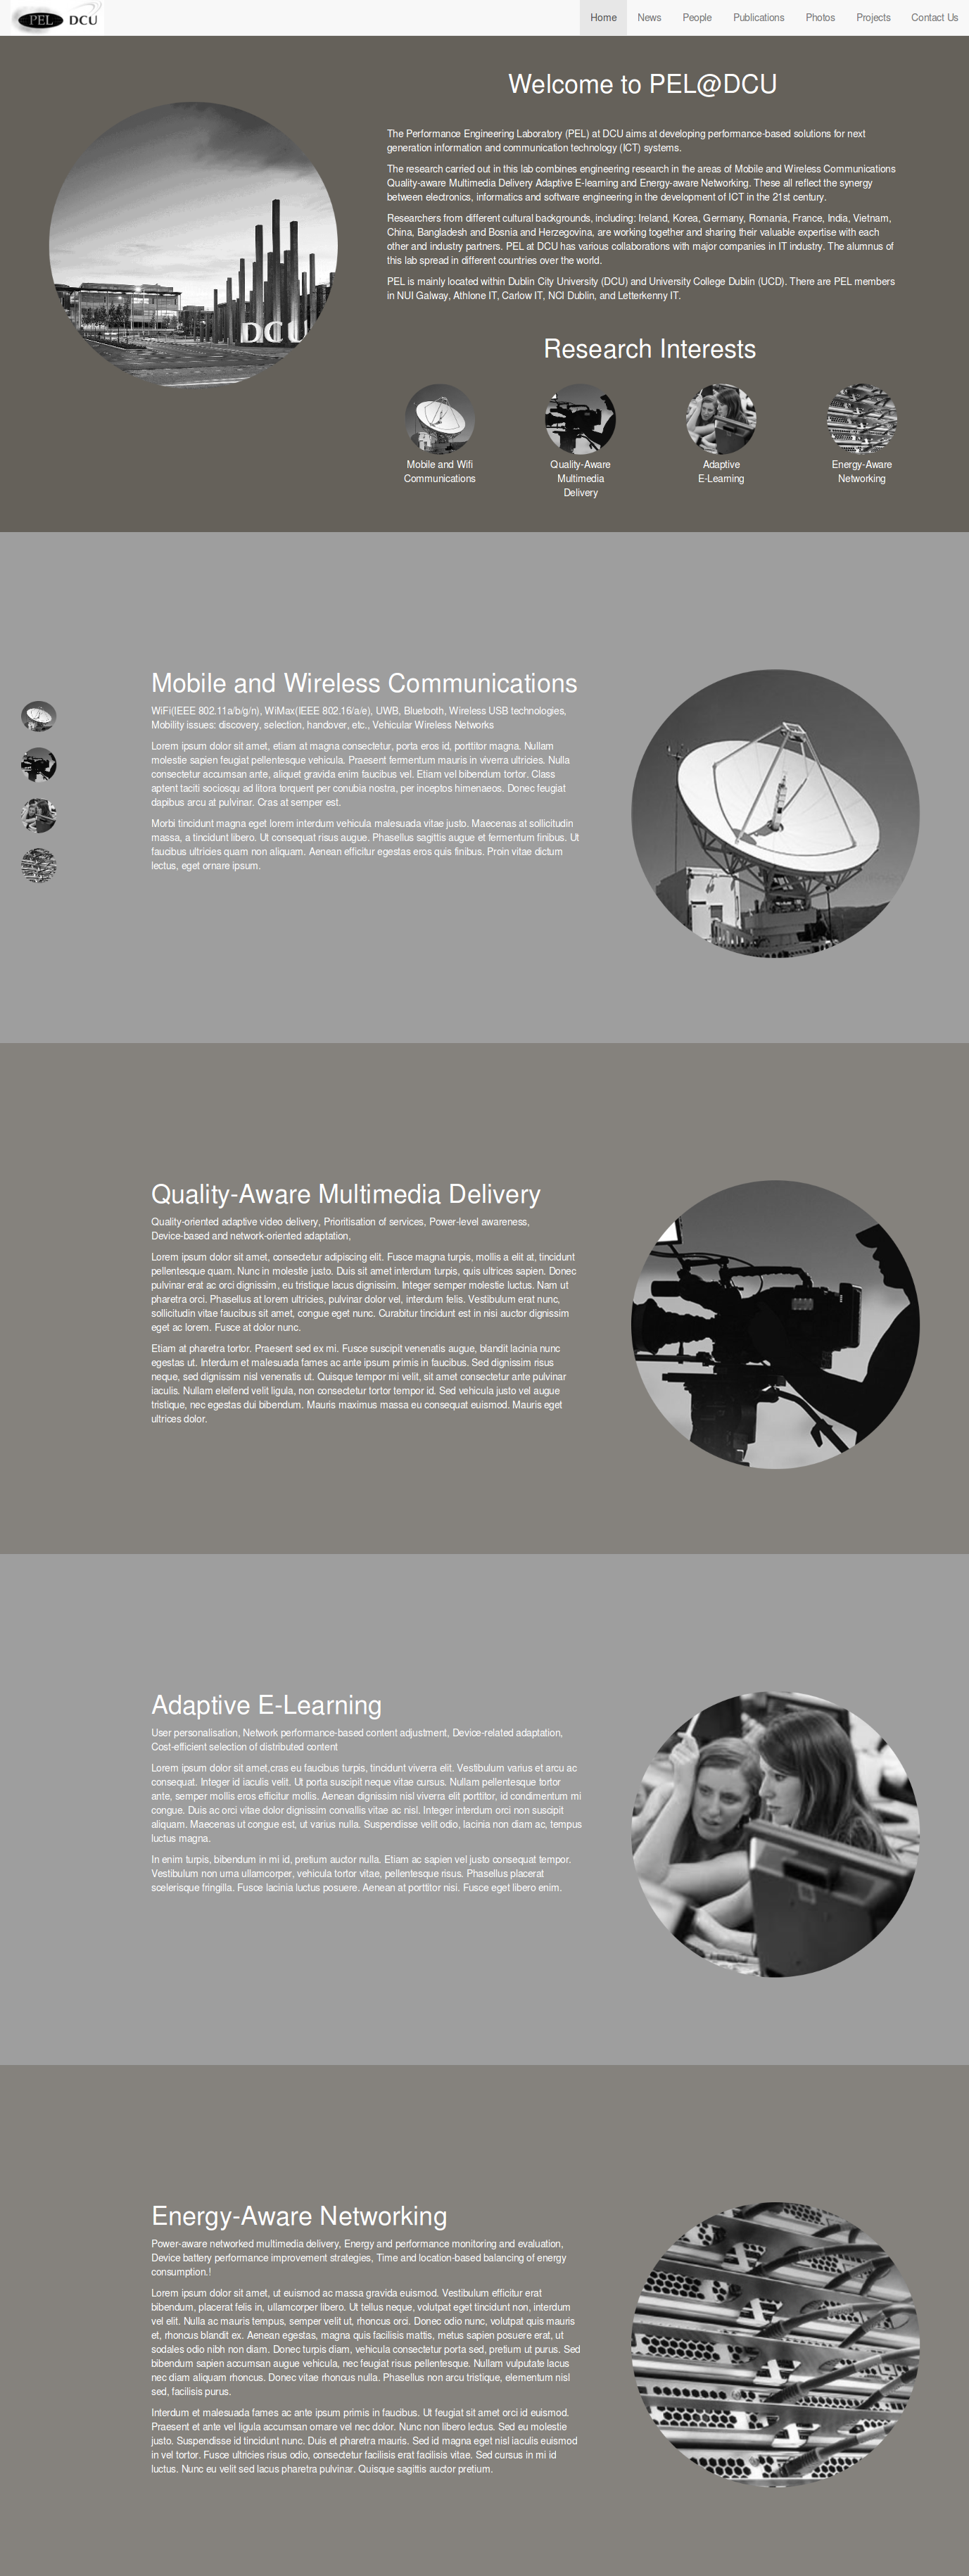 PEL DCU
Home News People Publications Photos Projects Contact Us
Welcome to PEL@DCU
The Performance Engineering Laboratory (PEL) at DCU aims at developing performance-based solutions for next
generation information and communication technology (ICT) systems.
The research carried out in this lab combines engineering research in the areas of Mobile and Wireless Communications
Quality-aware Multimedia Delivery Adaptive E-learning and Energy-aware Networking. These all reflect the synergy
between electronics, informatics and software engineering in the development of ICT in the 21st century.
Researchers from different cultural backgrounds, including: Ireland, Korea, Germany, Romania, France, India, Vietnam,
China, Bangladesh and Bosnia and Herzegovina, are working together and sharing their valuable expertise with each
other and industry partners. PEL at DCU has various collaborations with major companies in IT industry. The alumnus of
this lab spread in different countries over the world.
PEL is mainly located within Dublin City University (DCU) and University College Dublin (UCD). There are PEL members
in NUI Galway, Athlone IT, Carlow IT, NCI Dublin, and Letterkenny IT.
DCU
Research Interests
Mobile and Wifi
Communications
Quality-Aware
Multimedia
Delivery
Adaptive
E-Learning
Energy-Aware
Networking
Mobile and Wireless Communications
WiFi(IEEE 802.11a/b/g/n), WiMax(IEEE 802.16/a/e), UWB, Bluetooth, Wireless USB technologies,
Mobility issues: discovery, selection, handover, etc., Vehicular Wireless Networks
Lorem ipsum dolor sit amet, etiam at magna consectetur, porta eros id, porttitor magna. Nullam
molestie sapien feugiat pellentesque vehicula. Praesent fermentum mauris in viverra ultricies. Nulla
consectetur accumsan ante, aliquet gravida enim faucibus vel. Etiam vel bibendum tortor. Class
aptent taciti sociosqu ad litora torquent per conubia nostra, per inceptos himenaeos. Donec feugiat
dapibus arcu at pulvinar. Cras at semper est.
Morbi tincidunt magna eget lorem interdum vehicula malesuada vitae justo. Maecenas at sollicitudin
massa, a tincidunt libero. Ut consequat risus augue. Phasellus sagittis augue et fermentum finibus. Ut
faucibus ultricies quam non aliquam. Aenean efficitur egestas eros quis finibus. Proin vitae dictum
lectus, eget ornare ipsum.
Quality-Aware Multimedia Delivery
Quality-oriented adaptive video delivery, Prioritisation of services, Power-level awareness,
Device-based and network-oriented adaptation,
Lorem ipsum dolor sit amet, consectetur adipiscing elit. Fusce magna turpis, mollis a elit at, tincidunt
pellentesque quam. Nunc in molestie justo. Duis sit amet interdum turpis, quis ultrices sapien. Donec
pulvinar erat ac orci dignissim, eu tristique lacus dignissim. Integer semper molestie luctus. Nam ut
pharetra orci. Phasellus at lorem ultricies, pulvinar dolor vel, interdum felis. Vestibulum erat nunc,
sollicitudin vitae faucibus sit amet, congue eget nunc. Curabitur tincidunt est in nisi auctor dignissim
eget ac lorem. Fusce at dolor nunc.
Etiam at pharetra tortor. Praesent sed ex mi. Fusce suscipit venenatis augue, blandit lacinia nunc
egestas ut. Interdum et malesuada fames ac ante ipsum primis in faucibus. Sed dignissim risus
neque, sed dignissim nisl venenatis ut. Quisque tempor mi velit, sit amet consectetur ante pulvinar
iaculis. Nullam eleifend velit ligula, non consectetur tortor tempor id. Sed vehicula justo vel augue
tristique, nec egestas dui bibendum. Mauris maximus massa eu consequat euismod. Mauris eget
ultrices dolor.
Adaptive E-Learning
User personalisation, Network performance-based content adjustment, Device-related adaptation,
Cost-efficient selection of distributed content
Lorem ipsum dolor sit amet,cras eu faucibus turpis, tincidunt viverra elit. Vestibulum varius et arcu ac
consequat. Integer id iaculis velit. Ut porta suscipit neque vitae cursus. Nullam pellentesque tortor
ante, semper mollis eros efficitur mollis. Aenean dignissim nisl viverra elit porttitor, id condimentum mi
congue. Duis ac orci vitae dolor dignissim convallis vitae ac nisl. Integer interdum orci non suscipit
aliquam. Maecenas ut congue est, ut varius nulla. Suspendisse velit odio, lacinia non diam ac, tempus
luctus magna.
In enim turpis, bibendum in mi id, pretium auctor nulla. Etiam ac sapien vel justo consequat tempor.
Vestibulum non urna ullamcorper, vehicula tortor vitae, pellentesque risus. Phasellus placerat
scelerisque fringilla. Fusce lacinia luctus posuere. Aenean at porttitor nisi. Fusce eget libero enim.
Energy-Aware Networking
Power-aware networked multimedia delivery, Energy and performance monitoring and evaluation,
Device battery performance improvement strategies, Time and location-based balancing of energy
consumption.!
Lorem ipsum dolor sit amet, ut euismod ac massa gravida euismod. Vestibulum efficitur erat
bibendum, placerat felis in, ullamcorper libero. Ut tellus neque, volutpat eget tincidunt non, interdum
vel elit. Nulla ac mauris tempus, semper velit ut, rhoncus orci. Donec odio nunc, volutpat quis mauris
et, rhoncus blandit ex. Aenean egestas, magna quis facilisis mattis, metus sapien posuere erat, ut
sodales odio nibh non diam. Donec turpis diam, vehicula consectetur porta sed, pretium ut purus. Sed
bibendum sapien accumsan augue vehicula, nec feugiat risus pellentesque. Nullam vulputate lacus
nec diam aliquam rhoncus. Donec vitae rhoncus nulla. Phasellus non arcu tristique, elementum nisl
sed, facilisis purus.
Interdum et malesuada fames ac ante ipsum primis in faucibus. Ut feugiat sit amet orci id euismod.
Praesent et ante vel ligula accumsan ornare vel nec dolor. Nunc non libero lectus. Sed eu molestie
justo. Suspendisse id tincidunt nunc. Duis et pharetra mauris. Sed id magna eget nisl iaculis euismod
in vel tortor. Fusce ultricies risus odio, consectetur facilisis erat facilisis vitae. Sed cursus in mi id
luctus. Nunc eu velit sed lacus pharetra pulvinar. Quisque sagittis auctor pretium.